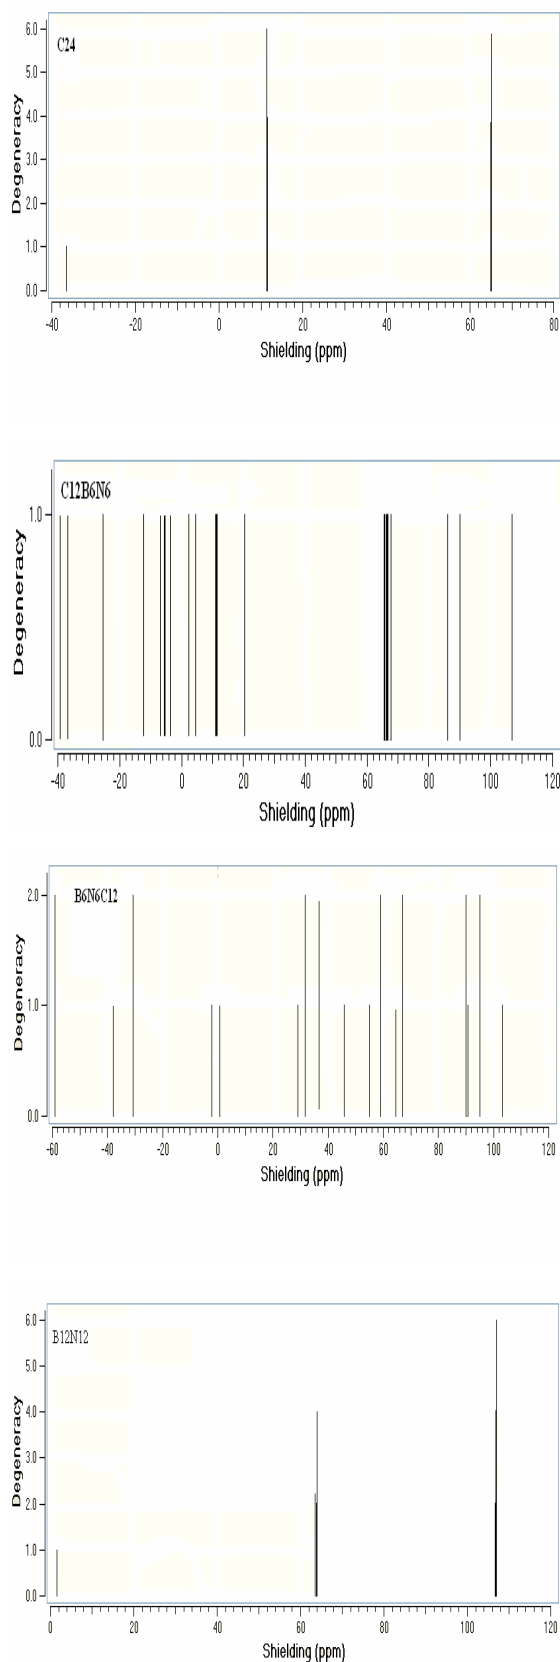 C24
6.0
5.0
4.0
3.0
2.0
1.0
0.0
Degeneracy
-40 -20 0 20 40 60 80
Shielding (ppm)
C12B6N6
1.0
0.0
Degeneracy
-40 -20 0 20 40 60 80 100 120
Shielding (ppm)
B6N6C12
2.0
1.0
0.0
Degeneracy
-60 -40 -20 0 20 40 60 80 100 120
Shielding (ppm)
B12N12
6.0
5.0
4.0
3.0
2.0
1.0
0.0
Degeneracy
0 20 40 60 80 100 120
Shielding (ppm)